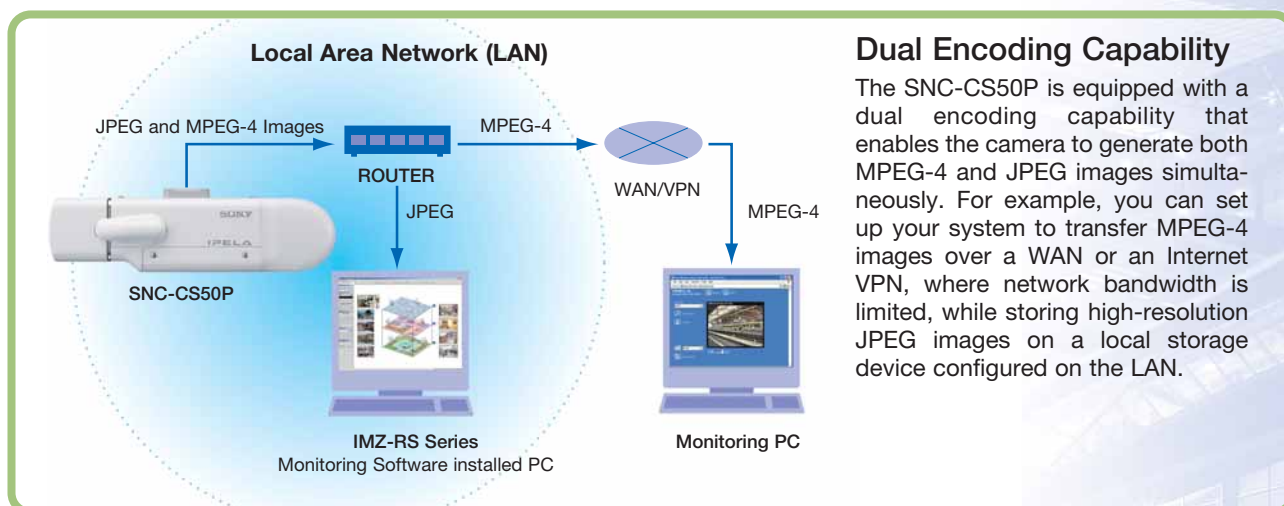 Local Area Network (LAN)
JPEG and MPEG-4 Images
MPEG-4
ROUTER
WAN/VPN
JPEG
MPEG-4
SONY
IPELA
SNC-CS50P
IMZ-RS Series
Monitoring Software installed PC
Monitoring PC
Dual Encoding Capability
The SNC-CS50P is equipped with a
dual encoding capability that
enables the camera to generate both
MPEG-4 and JPEG images simulta-
neously. For example, you can set
up your system to transfer MPEG-4
images over a WAN or an Internet
VPN, where network bandwidth is
limited, while storing high-resolution
JPEG images on a local storage
device configured on the LAN.